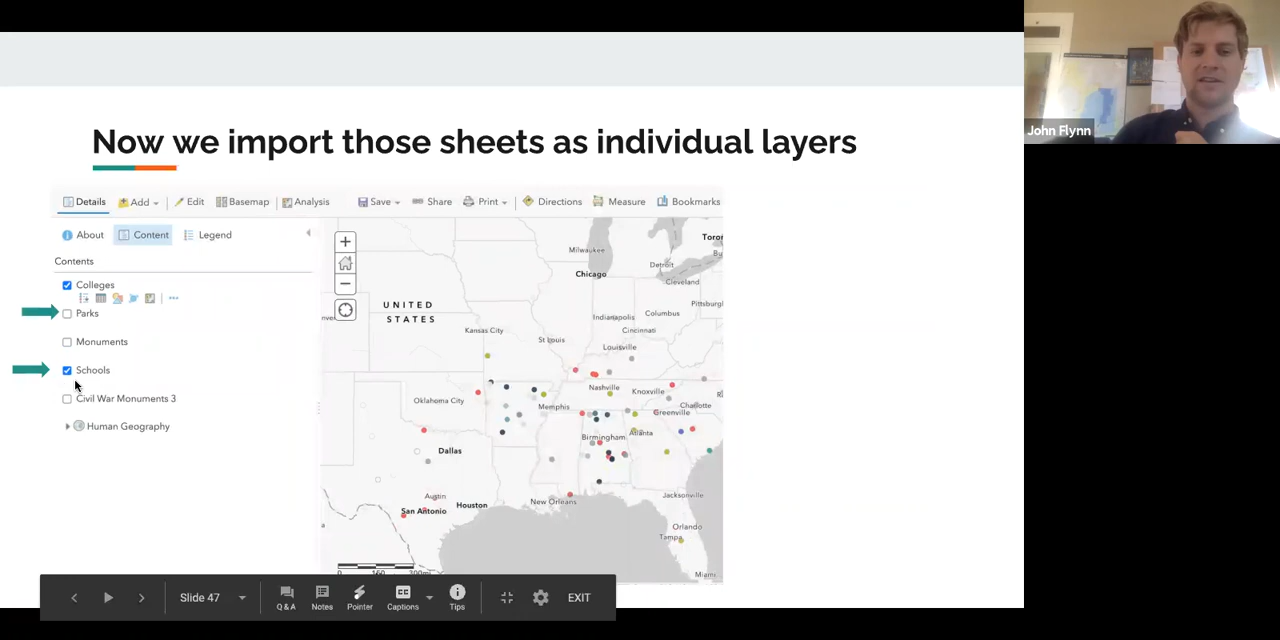 John Flynn
Now we import those sheets as individual layers
Details Add Edit Basemap Analysis Save Share Print Directions Measure Bookmarks
About Content Legend
Contents
Colleges
Parks
Monuments
Schools
Civil War Monuments 3
Human Geography
Milwaukee
Toror
Chicago
Detroit
Cleveland
UNITED
STATES
Pittsburgl
Indianapolis
Columbus
Cincinnati
Kansas City
St Louis
Louisville
Nashville
Knoxville
Oklahoma City
Memphis
Charlotte
Greenville
Birmingham
Atlanta
Dallas
Austin
New Orleans
Jacksonville
San Antonio
Houston
Orlando
Tampa
Miami
Slide 47
Q & A Notes Pointer Captions Tips
EXIT